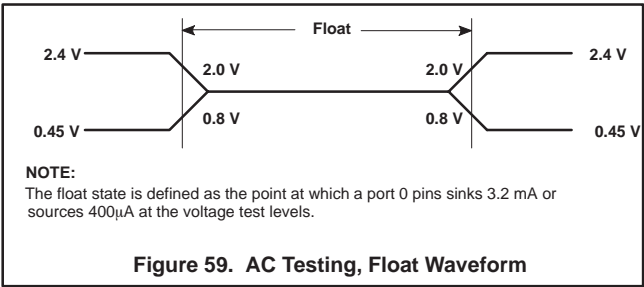 Float
2.4 V
2.0 V
2.0 V
2.4 V
0.45 V
0.8 V
0.8 V
0.45 V
NOTE:
The float state is defined as the point at which a port 0 pins sinks 3.2 mA or
sources 400µA at the voltage test levels.
Figure 59. AC Testing, Float Waveform